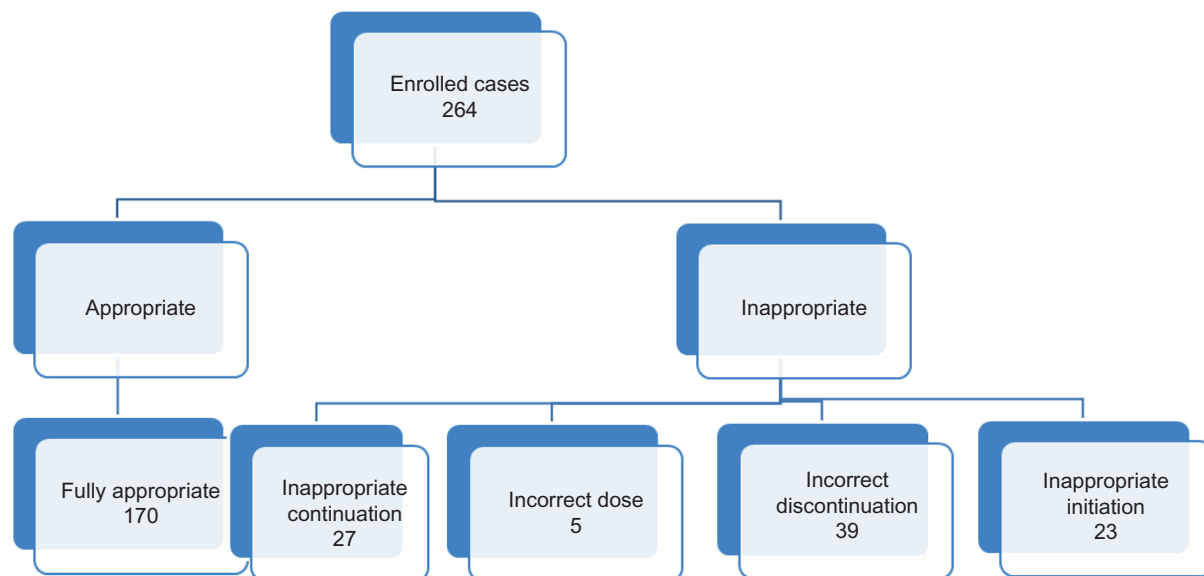 Enrolled cases
264
Appropriate
Inappropriate
Fully appropriate
170
Inappropriate
continuation
27
Incorrect dose
5
Incorrect
discontinuation
39
Inappropriate
initiation
23